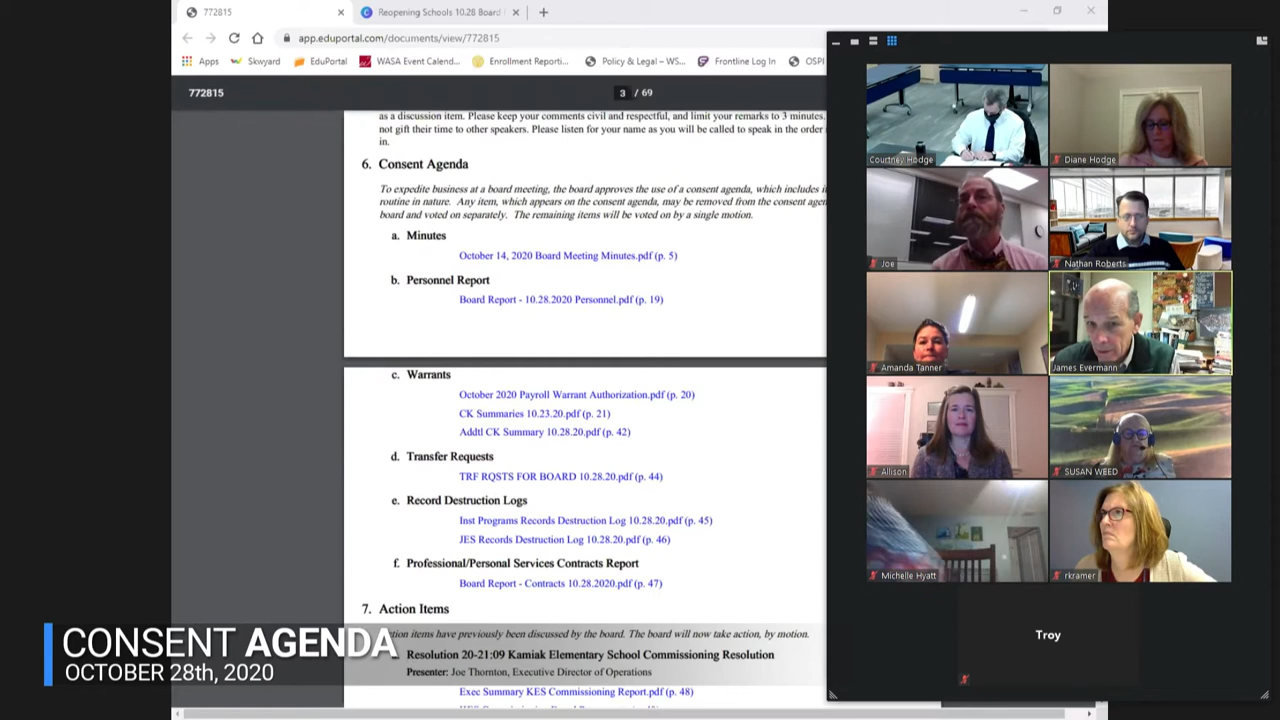 772815
Reopening Schools 10.28 Board
app.eduportal.com/documents/view/772815
Apps
Skwyard
EduPortal
WASA Event Calend...
Enrollment Reporti...
Policy & Legal – WS...
Frontline Log In
OSPI
772815
3 / 69
as a discussion item. Please keep your comments civil and respectful, and limit your remarks to 3 minutes.
not gift their time to other speakers. Please listen for your name as you will be called to speak in the order
in.
6. Consent Agenda
To expedite business at a board meeting, the board approves the use of a consent agenda, which includes
routine in nature. Any item, which appears on the consent agenda, may be removed from the consent
board and voted on separately. The remaining items will be voted on by a single motion.
a. Minutes
October 14, 2020 Board Meeting Minutes.pdf (p. 5)
b. Personnel Report
Board Report - 10.28.2020 Personnel.pdf (p. 19)
c. Warrants
October 2020 Payroll Warrant Authorization.pdf (p. 20)
CK Summaries 10.23.20.pdf (p. 21)
Addtl CK Summary 10.28.20.pdf (p. 42)
d. Transfer Requests
TRF RQSTS FOR BOARD 10.28.20.pdf (p. 44)
e. Record Destruction Logs
Inst Programs Records Destruction Log 10.28.20.pdf (p. 45)
JES Records Destruction Log 10.28.20.pdf (p. 46)
f. Professional/Personal Services Contracts Report
Board Report - Contracts 10.28.2020.pdf (p. 47)
7. Action Items
items have previously been discussed by the board. The board will now take action, by motion.
Resolution 20-21:09 Kamiak Elementary School Commissioning Resolution
Presenter: Joe Thornton, Executive Director of Operations
Exec Summary KES Commissioning Report.pdf (p. 48)
CONSENT AGENDA
OCTOBER 28th, 2020
Courtney Hodge
Diane Hodge
Joe
Nathan Roberts
Amanda Tanner
James Evermann
Allison
SUSAN WEED
Michelle Hyatt
rkramer
Troy